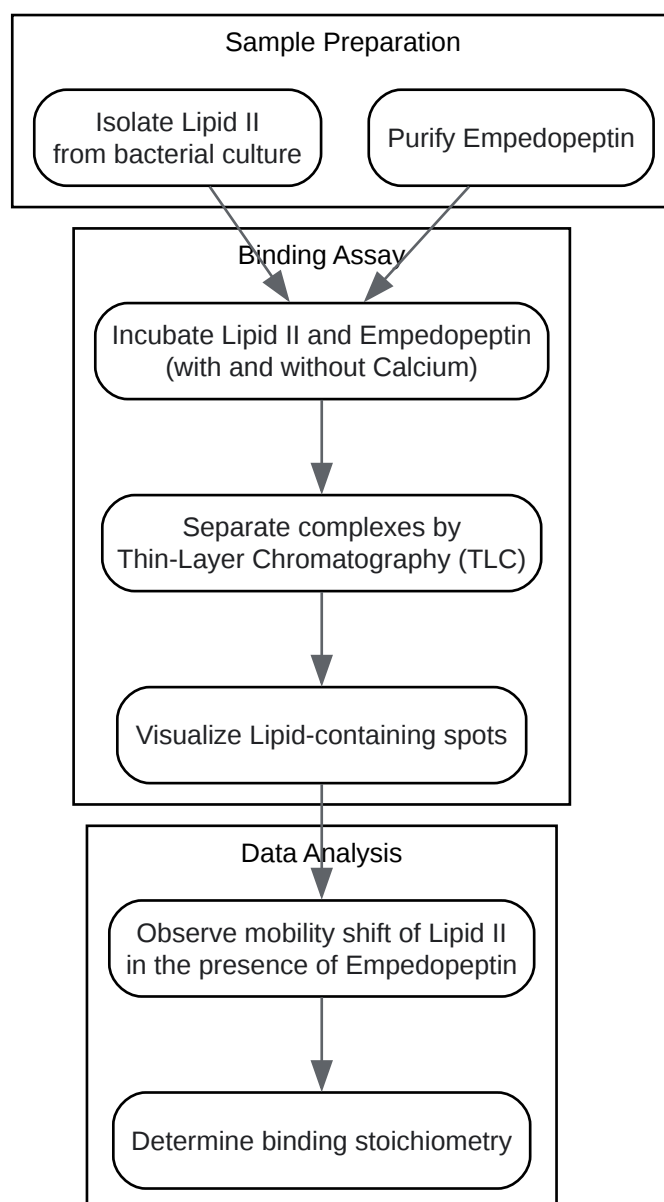 Sample Preparation
Isolate Lipid II
from bacterial culture
Purify Empedopeptin
Binding Assay
Incubate Lipid II and Empedopeptin
(with and without Calcium)
Separate complexes by
Thin-Layer Chromatography (TLC)
Visualize Lipid-containing spots
Data Analysis
Observe mobility shift of Lipid II
in the presence of Empedopeptin
Determine binding stoichiometry